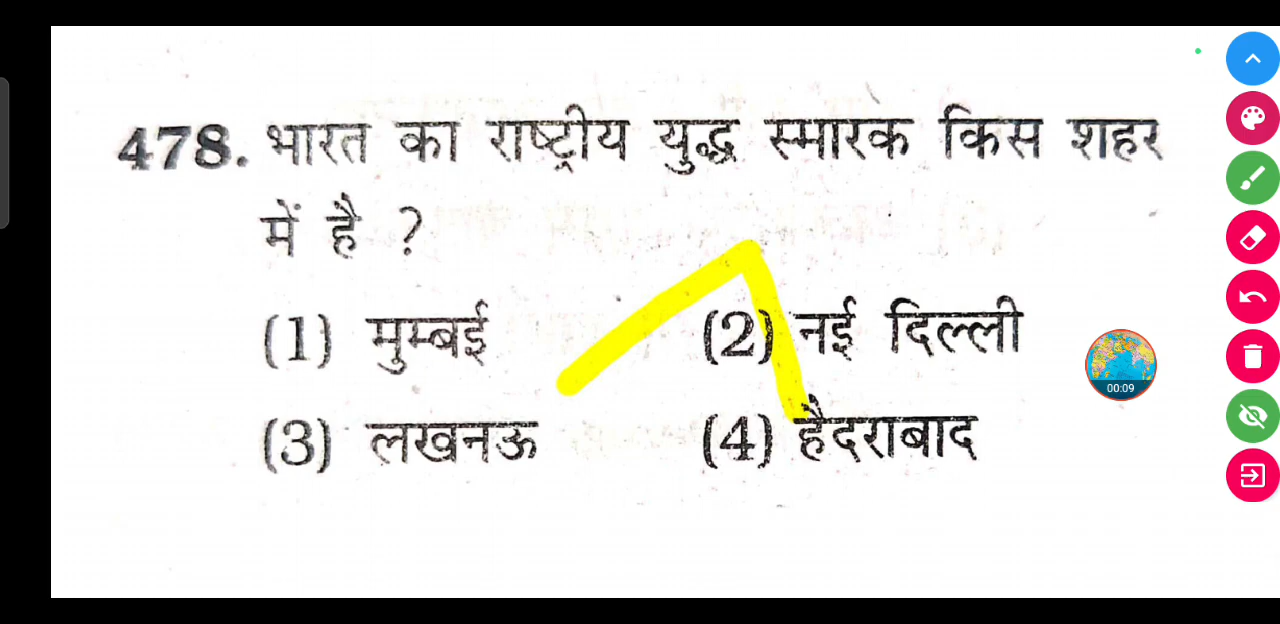 478. भारत का राष्ट्रीय युद्ध स्मारक किस शहर
में है ?
(1) मुम्बई (2) नई दिल्ली
(3) लखनऊ (4) हैदराबाद
00:09